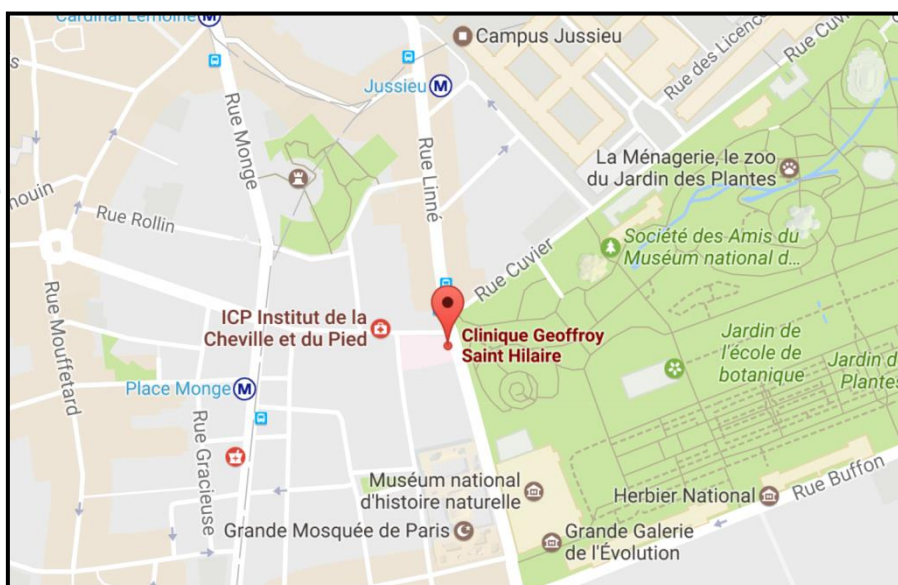 Cardinal Lemoine
Campus Jussieu
Rue Cuvier
Rue des Licence
Jussieu
Rue Monge
Rue Linné
La Ménagerie, le zoo
du Jardin des Plantes
Rue Rollin
nouin
Société des Amis du
Muséum national d...
Rue Cuvier
ICP Institut de la
Cheville et du Pied
Clinique Geoffroy
Saint Hilaire
Rue Mouffetard
Jardin de
l'école de
botanique
Jardin d
Plantes
Place Monge
Rue Gracieuse
Muséum national
d'histoire naturelle
Herbier National
Rue Buffon
Grande Mosquée de Paris
Grande Galerie
de l'Évolution